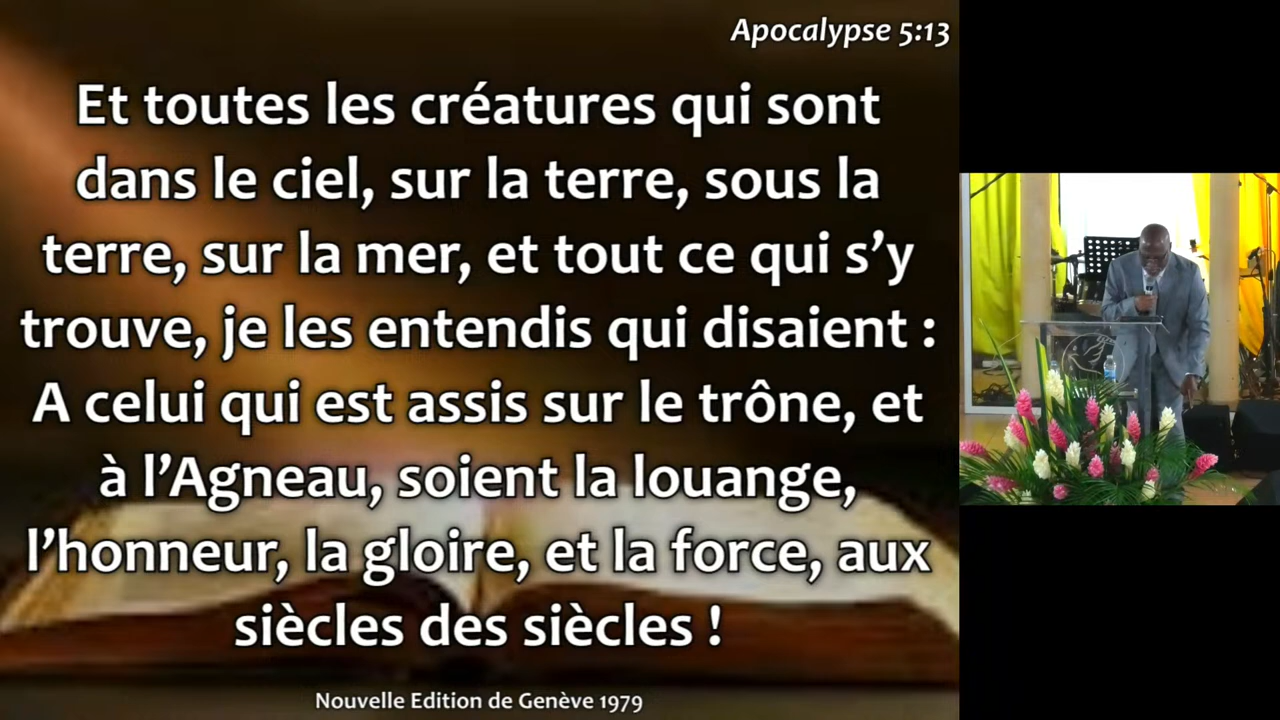 Apocalypse 5:13
Et toutes les créatures qui sont
dans le ciel, sur la terre, sous la
terre, sur la mer, et tout ce qui s’y
trouve, je les entendis qui disaient :
A celui qui est assis sur le trône, et
à l’Agneau, soient la louange,
l’honneur, la gloire, et la force, aux
siècles des siècles !
Nouvelle Edition de Genève 1979